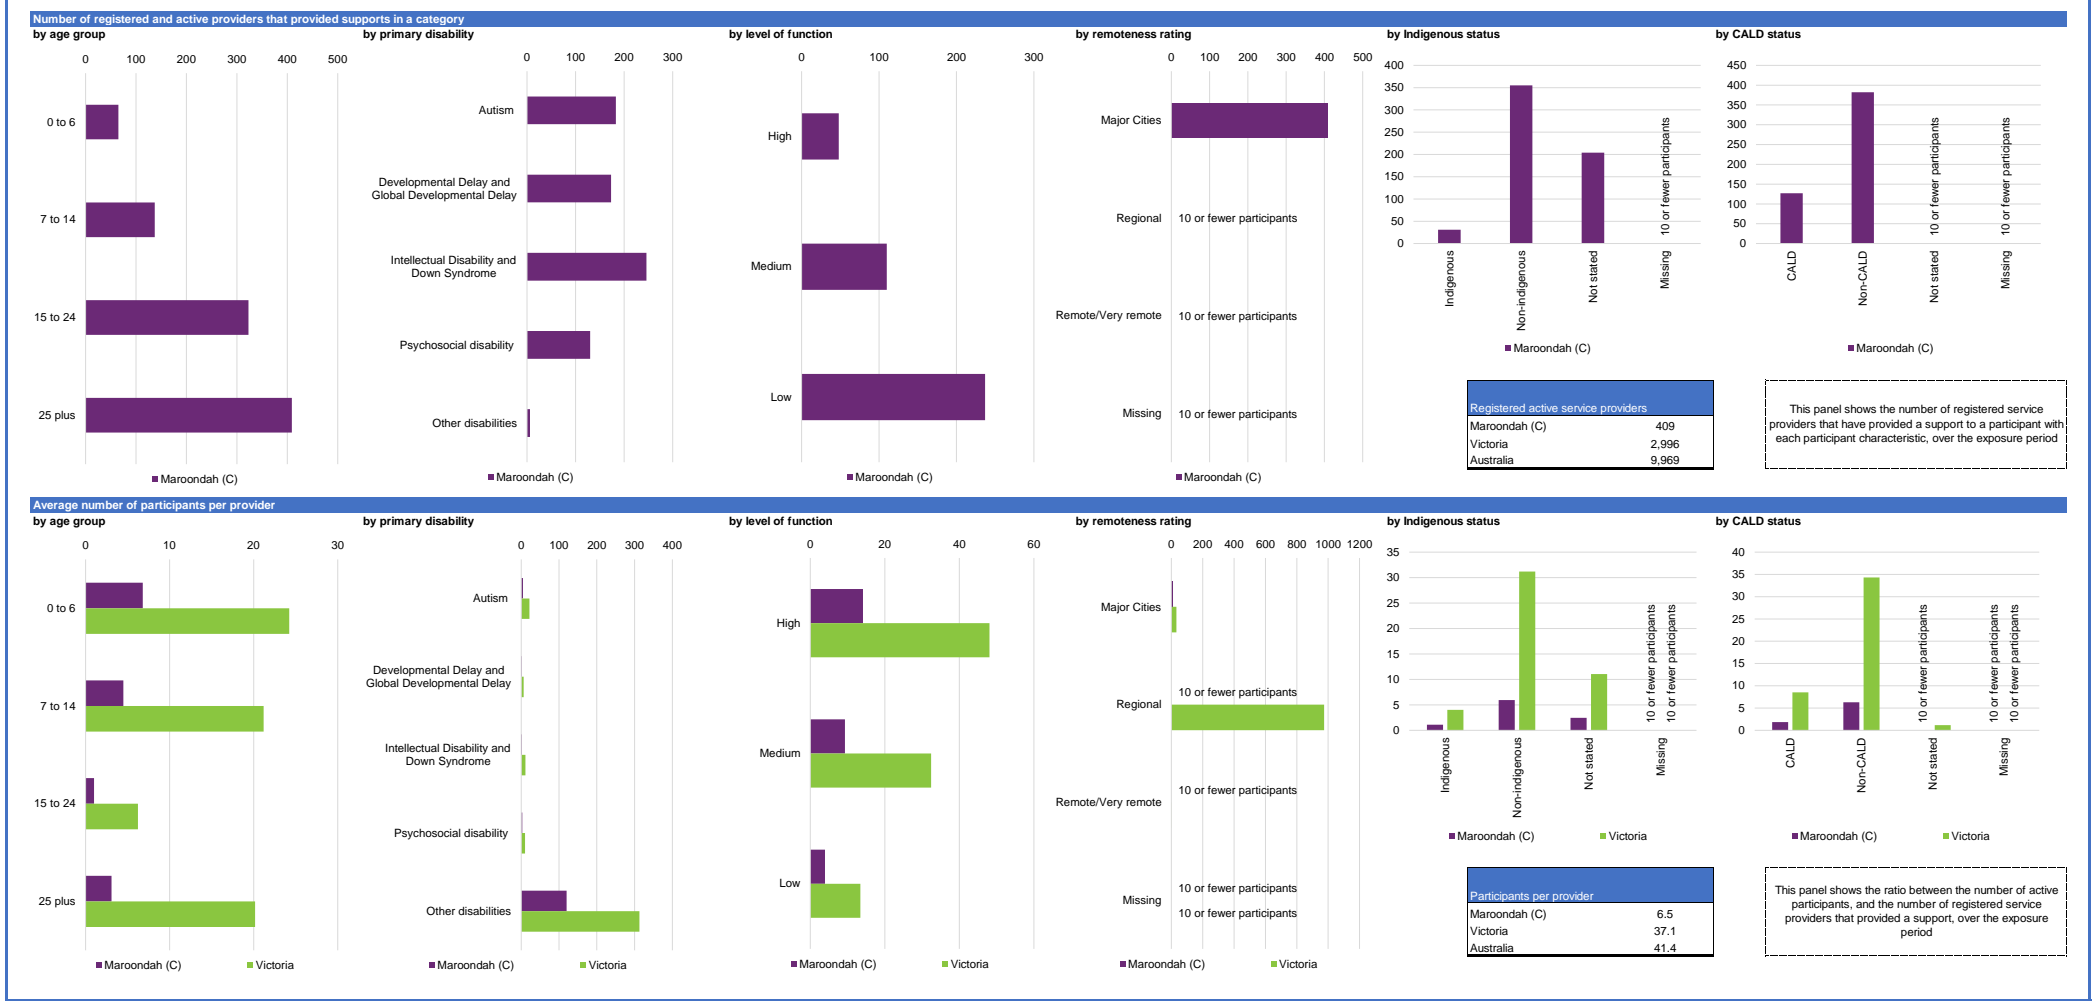 Number of registered and active providers that provided supports in a category
by age group
0 100 200 300 400 500
0 to 6
7 to 14
15 to 24
25 plus
Maroondah (C)
by primary disability
0 100 200 300
Autism
Developmental Delay and
Global Developmental Delay
Intellectual Disability and
Down Syndrome
Psychosocial disability
Other disabilities
Maroondah (C)
by level of function
0 100 200 300
High
Medium
Low
Maroondah (C)
by remoteness rating
0 100 200 300 400 500
Major Cities
Regional 10 or fewer participants
Remote/Very remote 10 or fewer participants
Missing 10 or fewer participants
Maroondah (C)
by Indigenous status
400
350
300
250
200
150
100
50
0
10 or fewer participants
Indigenous
Non-indigenous
Not stated
Missing
Maroondah (C)
by CALD status
450
400
350
300
250
200
150
100
50
0
10 or fewer participants
10 or fewer participants
CALD
Non-CALD
Not stated
Missing
Maroondah (C)
Registered active service providers
Maroondah (C) 409
Victoria 2,996
Australia 9,969
This panel shows the number of registered service
providers that have provided a support to a participant with
each participant characteristic, over the exposure period
Average number of participants per provider
by age group
0 10 20 30
0 to 6
7 to 14
15 to 24
25 plus
Maroondah (C) Victoria
by primary disability
0 100 200 300 400
Autism
Developmental Delay and
Global Developmental Delay
Intellectual Disability and
Down Syndrome
Psychosocial disability
Other disabilities
Maroondah (C) Victoria
by level of function
0 20 40 60
High
Medium
Low
Maroondah (C) Victoria
by remoteness rating
0 200 400 600 800 1000 1200
Major Cities
10 or fewer participants
Regional
10 or fewer participants
Remote/Very remote
10 or fewer participants
Missing
10 or fewer participants
Maroondah (C) Victoria
by Indigenous status
35
30
25
20
15
10
5
0
10 or fewer participants
10 or fewer participants
Indigenous
Non-indigenous
Not stated
Missing
Maroondah (C) Victoria
by CALD status
40
35
30
25
20
15
10
5
0
10 or fewer participants
10 or fewer participants
10 or fewer participants
CALD
Non-CALD
Not stated
Missing
Maroondah (C) Victoria
Participants per provider
Maroondah (C) 6.5
Victoria 37.1
Australia 41.4
This panel shows the ratio between the number of active
participants, and the number of registered service
providers that provided a support, over the exposure
period